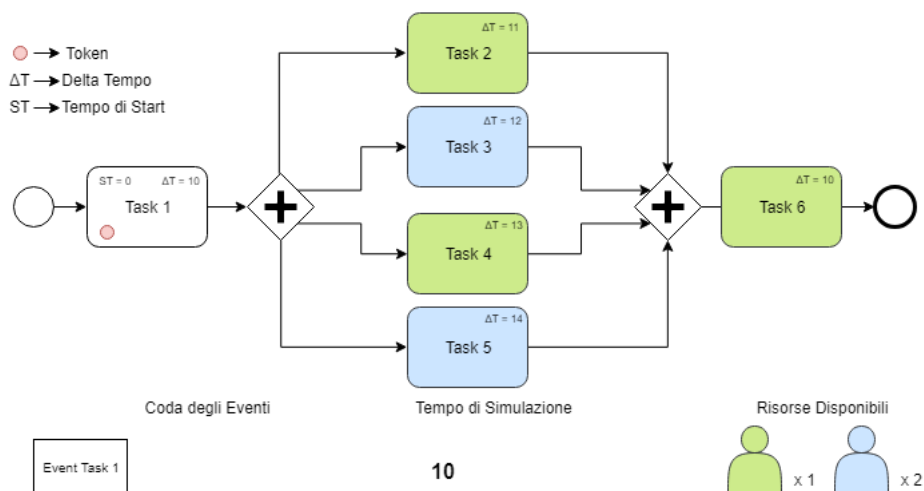 Token
ΔT Delta Tempo
ST Tempo di Start
ST = 0 ΔT = 10
Task 1
ΔT = 11
Task 2
ΔT = 12
Task 3
ΔT = 13
Task 4
ΔT = 14
Task 5
ΔT = 10
Task 6
Coda degli Eventi
Tempo di Simulazione
Risorse Disponibili
Event Task 1
10
x 1
x 2